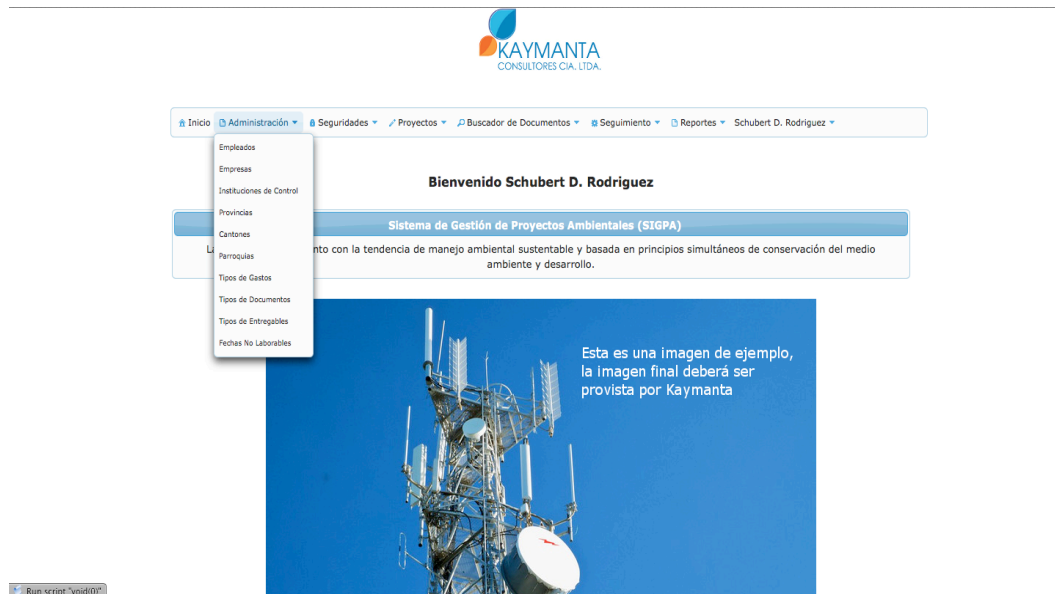 KAYMANTA
CONSULTORES CIA. LTDA.
Inicio Administración Seguridades Proyectos Buscador de Documentos Seguimiento Reportes Schubert D. Rodriguez
Empleados
Empresas
Instituciones de Control
Provincias
Cantones
Parroquias
Tipos de Gastos
Tipos de Documentos
Tipos de Entregables
Fechas No Laborables
Bienvenido Schubert D. Rodriguez
Sistema de Gestión de Proyectos Ambientales (SIGPA)
con la tendencia de manejo ambiental sustentable y basada en principios simultáneos de conservación del medio
ambiente y desarrollo.
Esta es una imagen de ejemplo,
la imagen final deberá ser
provista por Kaymanta
Run script "void(0)"